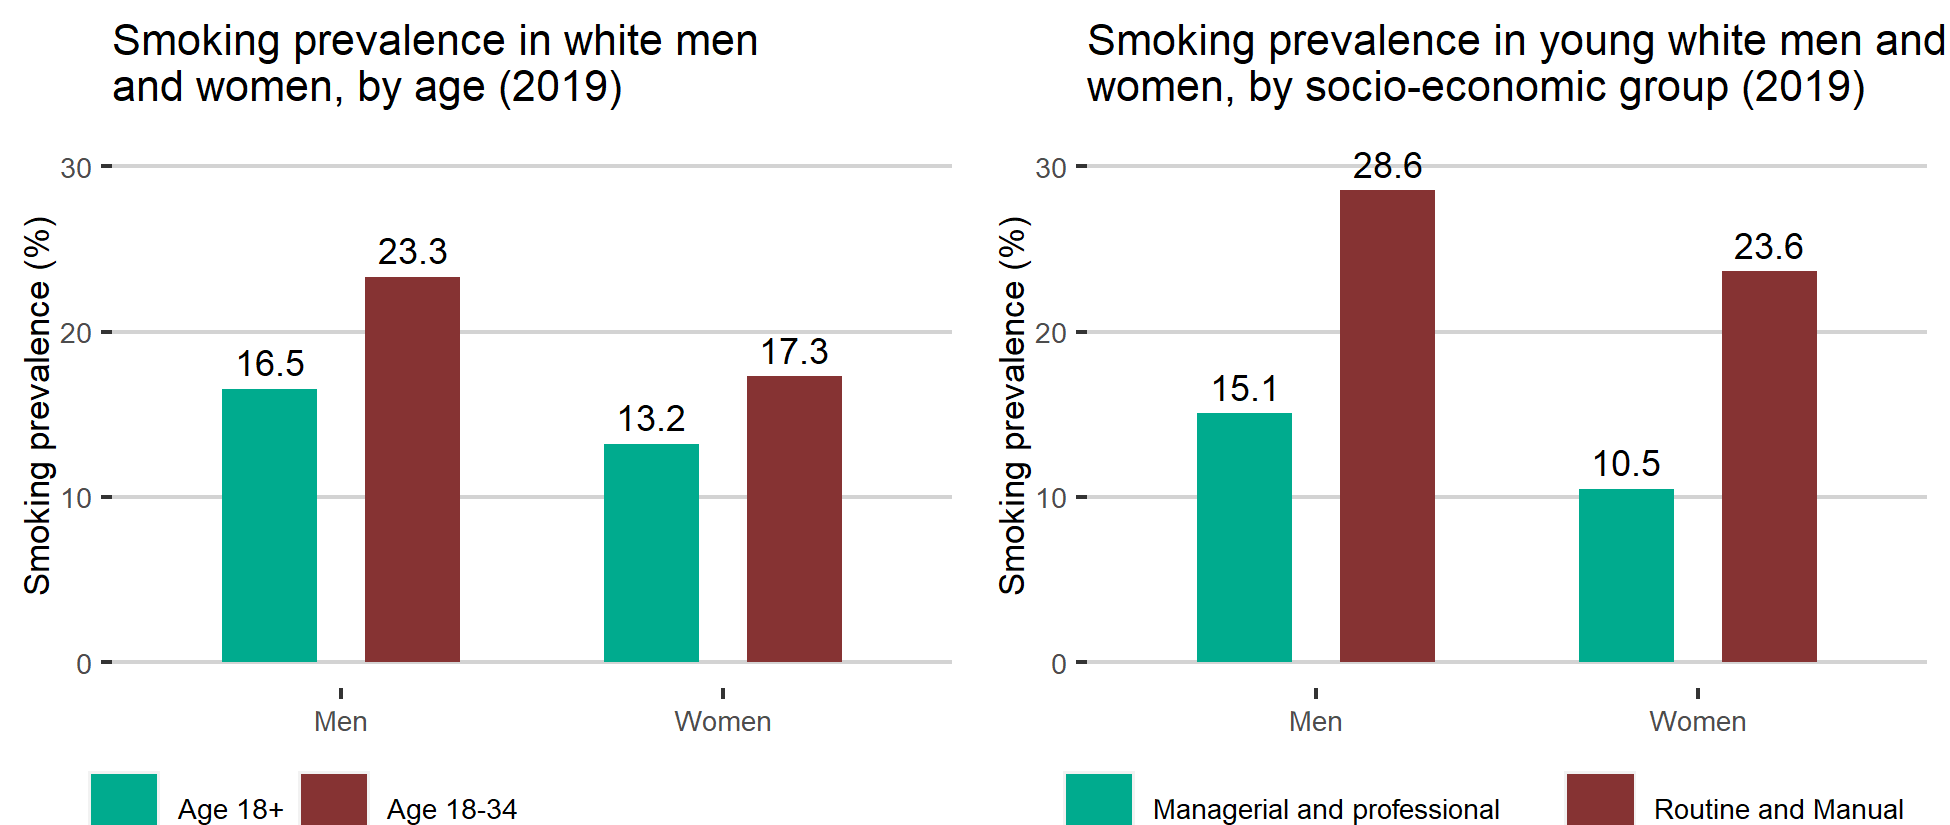 Smoking prevalence in white men
and women, by age (2019)
Smoking prevalence (%)
30
20
10
0
16.5
23.3
13.2
17.3
Men
Women
Age 18+
Age 18-34
Smoking prevalence in young white men and
women, by socio-economic group (2019)
Smoking prevalence (%)
30
20
10
0
15.1
28.6
10.5
23.6
Men
Women
Managerial and professional
Routine and Manual